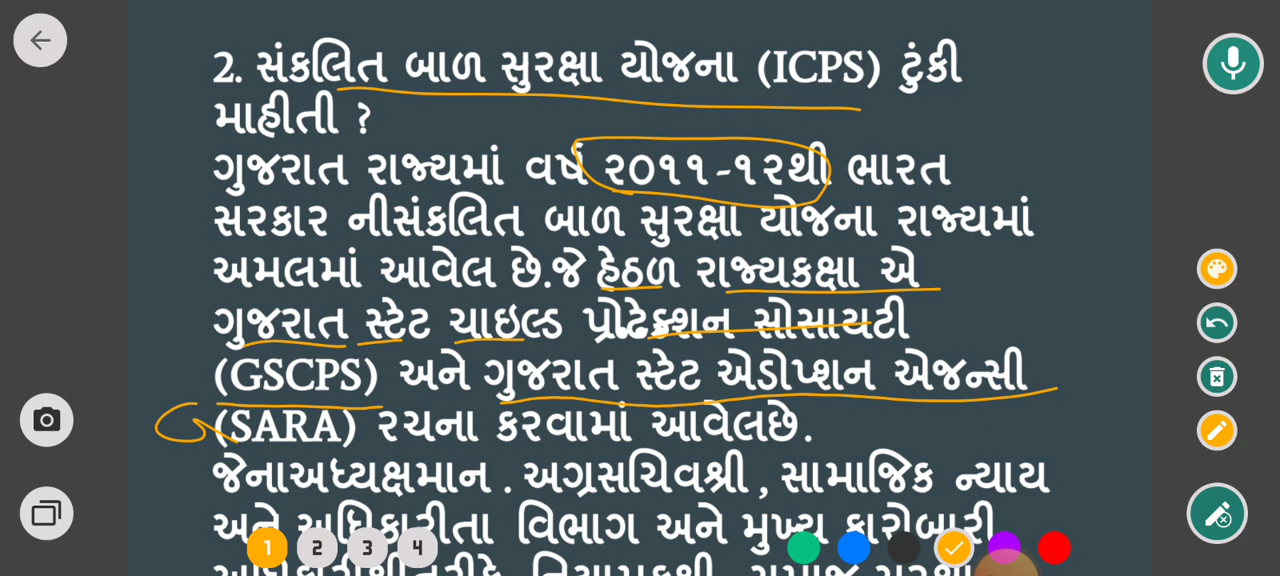 2. સંકલિત બાળ સુરક્ષા યોજના (ICPS) ટુંકી
માહીતી ?
ગુજરાત રાજ્યમાં વર્ષ ૨૦૧૧-૧૨થી ભારત
સરકાર નીસંકલિત બાળ સુરક્ષા યોજના રાજ્યમાં
અમલમાં આવેલ છે.જે હેઠળ રાજ્યકક્ષા એ
ગુજરાત સ્ટેટ ચાઇલ્ડ પ્રોટેક્શન સોસાયટી
(GSCPS) અને ગુજરાત સ્ટેટ એડોપ્શન એજન્સી
G
(SARA) રચના કરવામાં આવેલછે.
જેનાઅધ્યક્ષમાન . અગ્રસચિવશ્રી , સામાજિક ન્યાય
અને અધિકારીતા વિભાગ અને મુખ્ય કારોબારી
1 2 3 4